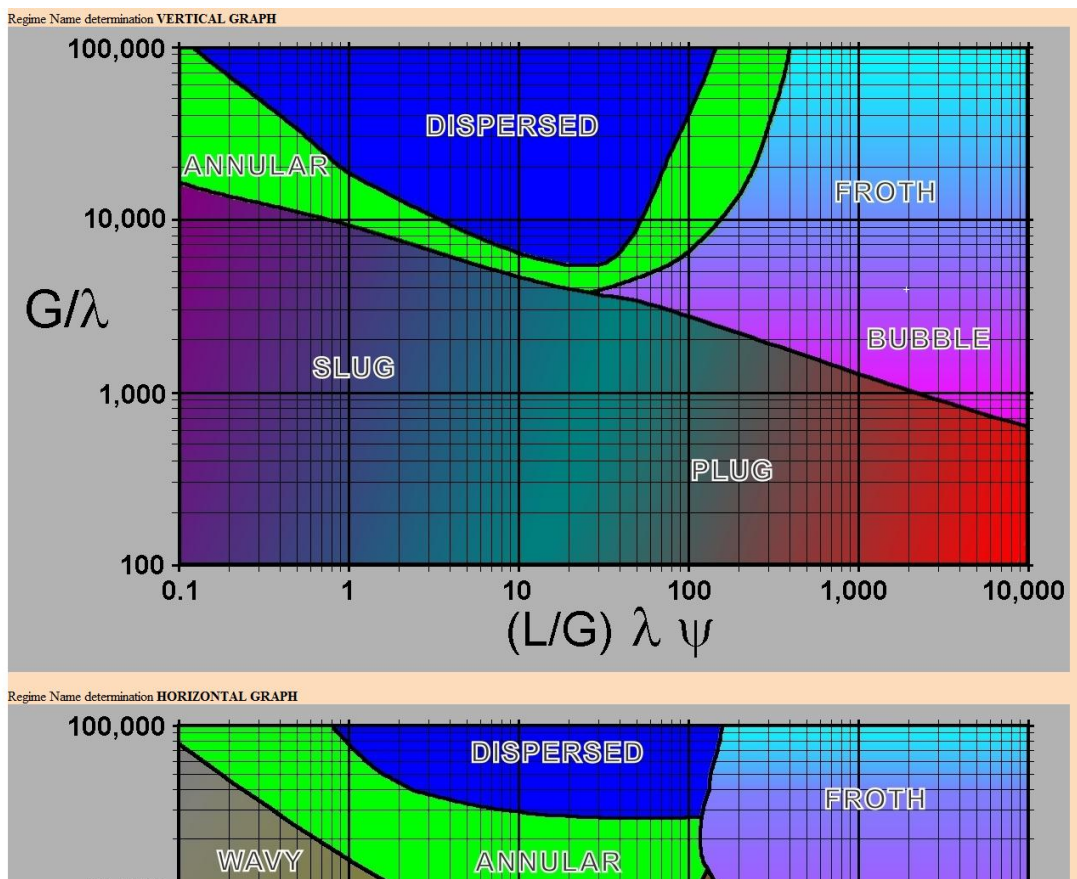 Regime Name determination VERTICAL GRAPH
100,000
DISPERSED
ANNULAR
FROTH
10,000
G/λ
BUBBLE
SLUG
1,000
PLUG
100
0.1 1 10 100 1,000 10,000
(L/G) λ ψ
Regime Name determination HORIZONTAL GRAPH
100,000
DISPERSED
FROTH
WAVY ANNULAR